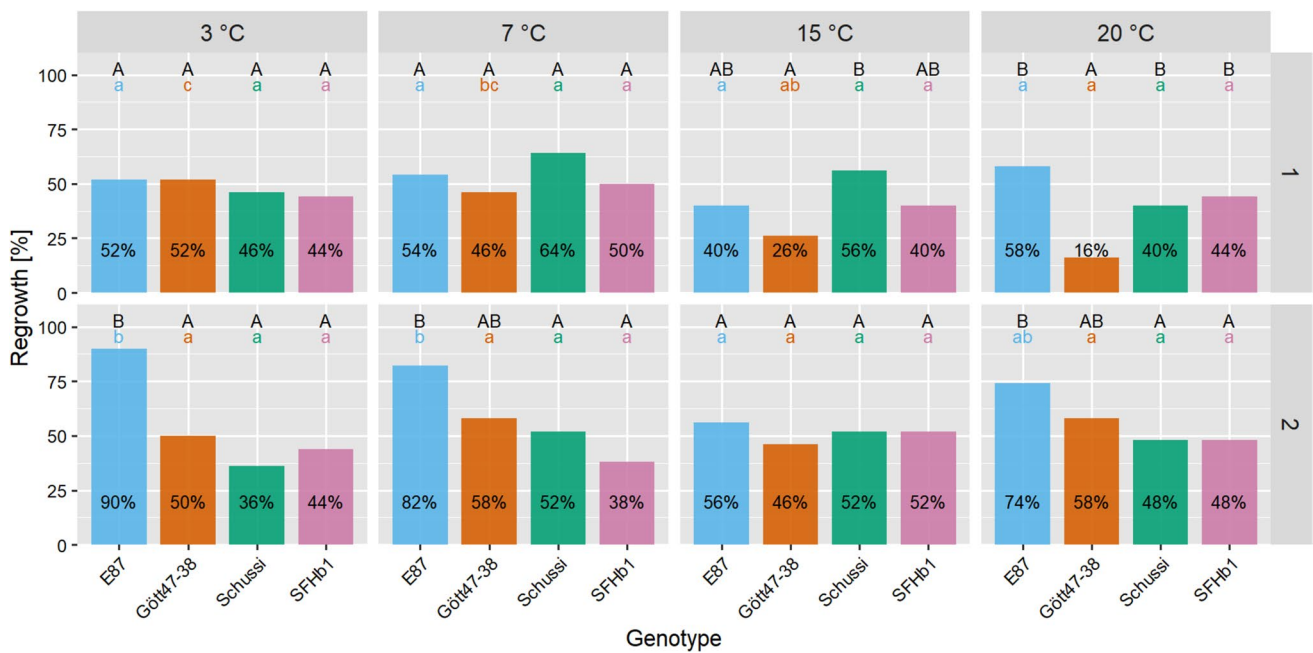 3 °C 7 °C 15 °C 20 °C
A A A A A A A A AB A B AB B A B B
a c a a a bc a a a ab a a a a a a
100
75
50
25
0
52% 52% 46% 44% 54% 46% 64% 50% 40% 26% 56% 40% 58% 16% 40% 44%
1
Regrowth [%]
B A A A B AB A A A A A A B AB A A
b a a a b a a a a a a a ab a a a
100
75
50
25
0
90% 50% 36% 44% 82% 58% 52% 38% 56% 46% 52% 52% 74% 58% 48% 48%
2
E87 Gött47-38 Schussi SFHb1 E87 Gött47-38 Schussi SFHb1 E87 Gött47-38 Schussi SFHb1 E87 Gött47-38 Schussi SFHb1
Genotype